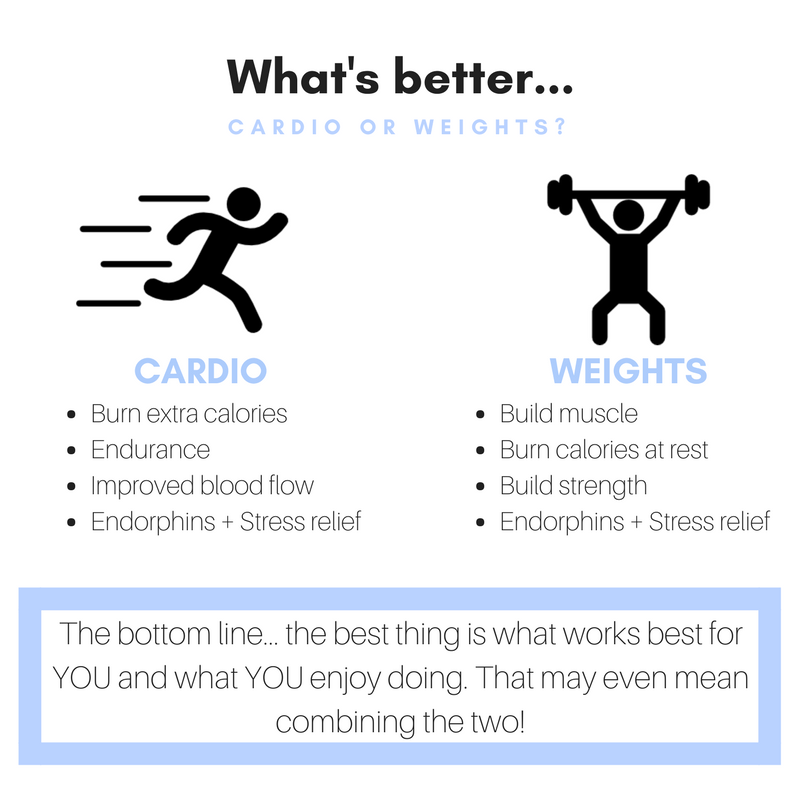 What's better...
CARDIO OR WEIGHTS?
CARDIO
• Burn extra calories
• Endurance
• Improved blood flow
• Endorphins + Stress relief
WEIGHTS
• Build muscle
• Burn calories at rest
• Build strength
• Endorphins + Stress relief
The bottom line... the best thing is what works best for
YOU and what YOU enjoy doing. That may even mean
combining the two!